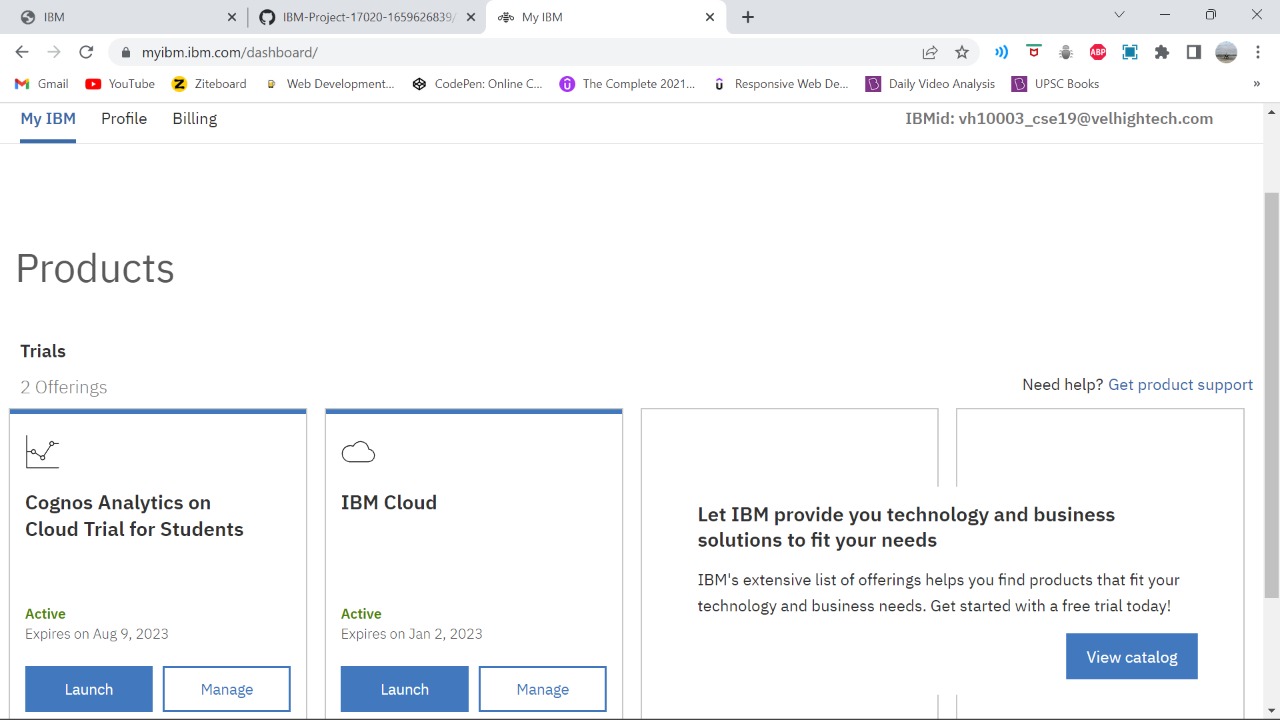 IBM
IBM-Project-17020-1659626839/
My IBM
myibm.ibm.com/dashboard/
ABP
Gmail
YouTube
Ziteboard
Web Development...
CodePen: Online C...
The Complete 2021...
Responsive Web De...
Daily Video Analysis
UPSC Books
»
My IBM
Profile
Billing
IBMid: vh10003_cse19@velhightech.com
Products
Trials
2 Offerings
Need help? Get product support
Cognos Analytics on
Cloud Trial for Students
Active
Expires on Aug 9, 2023
Launch
Manage
IBM Cloud
Active
Expires on Jan 2, 2023
Launch
Manage
Let IBM provide you technology and business
solutions to fit your needs
IBM's extensive list of offerings helps you find products that fit your
technology and business needs. Get started with a free trial today!
View catalog